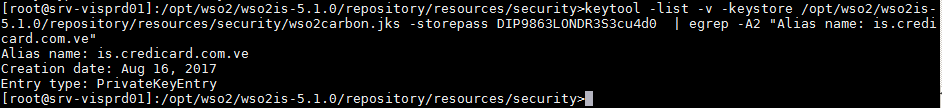 [root@srv-visprd01]:/opt/wso2/wso2is-5.1.0/repository/resources/security>keytool -list -v -keystore /opt/wso2/wso2is-
5.1.0/repository/resources/security/wso2carbon.jks -storepass DIP9863LONDR3S3cu4d0  | egrep -A2 "Alias name: is.credi
card.com.ve"
Alias name: is.credicard.com.ve
Creation date: Aug 16, 2017
Entry type: PrivateKeyEntry
[root@srv-visprd01]:/opt/wso2/wso2is-5.1.0/repository/resources/security>